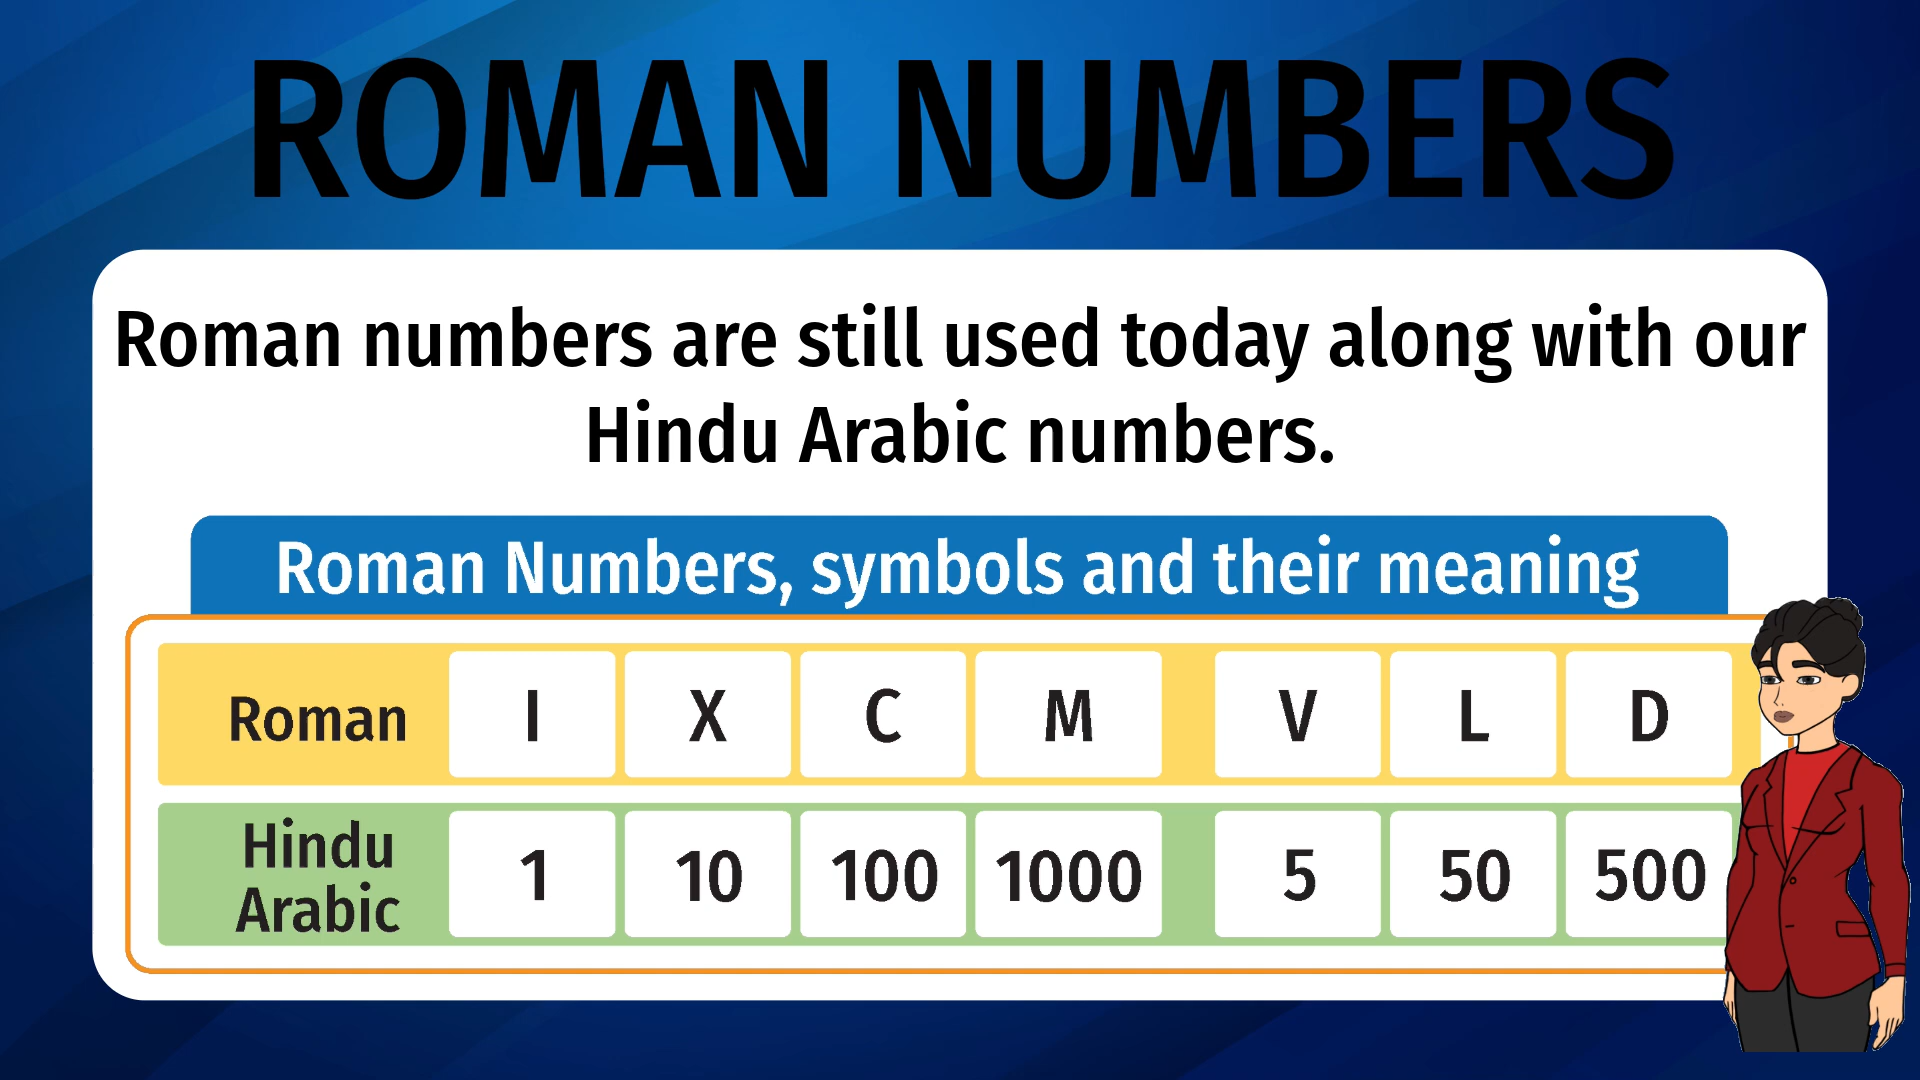 ROMAN NUMBERS
Roman numbers are still used today along with our
Hindu Arabic numbers.
Roman Numbers, symbols and their meaning
Roman I X C M V L D
Hindu Arabic 1 10 100 1000 5 50 500